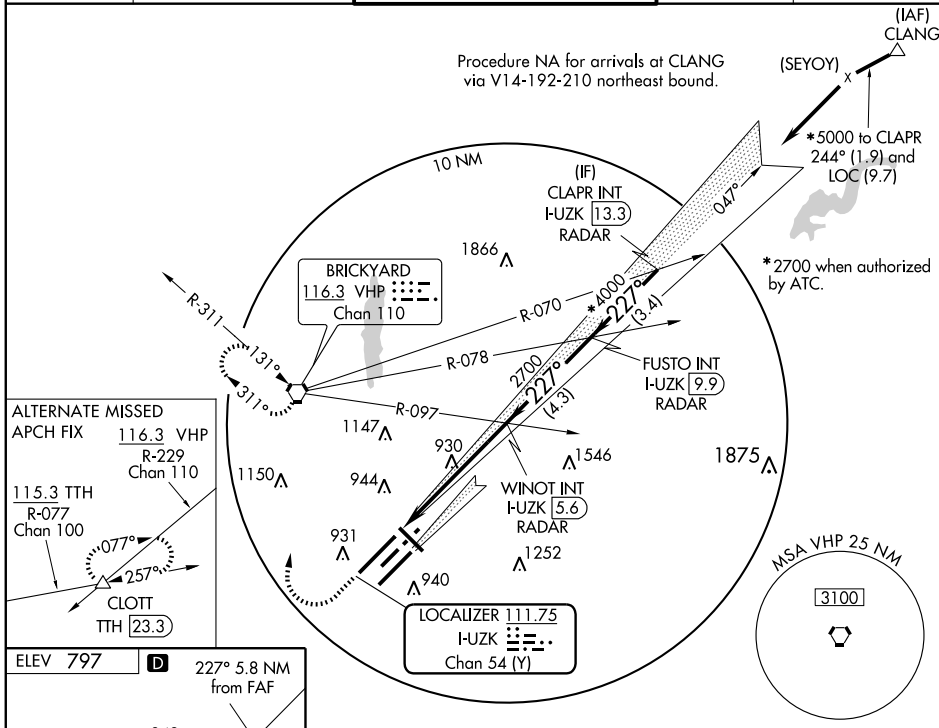 (IAF)
CLANG
Procedure NA for arrivals at CLANG
via V14-192-210 northeast bound.
(SEYOY)
X
*5000 to CLAPR
244° (1.9) and
LOC (9.7)
10 NM
(IF)
CLAPR INT
I-UZK 13.3
RADAR
047°
1866
*2700 when authorized
by ATC.
BRICKYARD
116.3 VHP
Chan 110
R-311
131°
311°
R-070
*4000
227°
(3.4)
R-078
2700
227°
(4.3)
FUSTO INT
I-UZK 9.9
RADAR
R-097
ALTERNATE MISSED
APCH FIX
116.3 VHP
R-229
Chan 110
115.3 TTH
R-077
Chan 100
077°
257°
CLOTT
TTH 23.3
1147
930
1546
1875
1150
944
WINOT INT
I-UZK 5.6
RADAR
931
1252
940
MSA VHP 25 NM
3100
LOCALIZER 111.75
I-UZK
Chan 54 (Y)
ELEV 797
D
227° 5.8 NM
from FAF